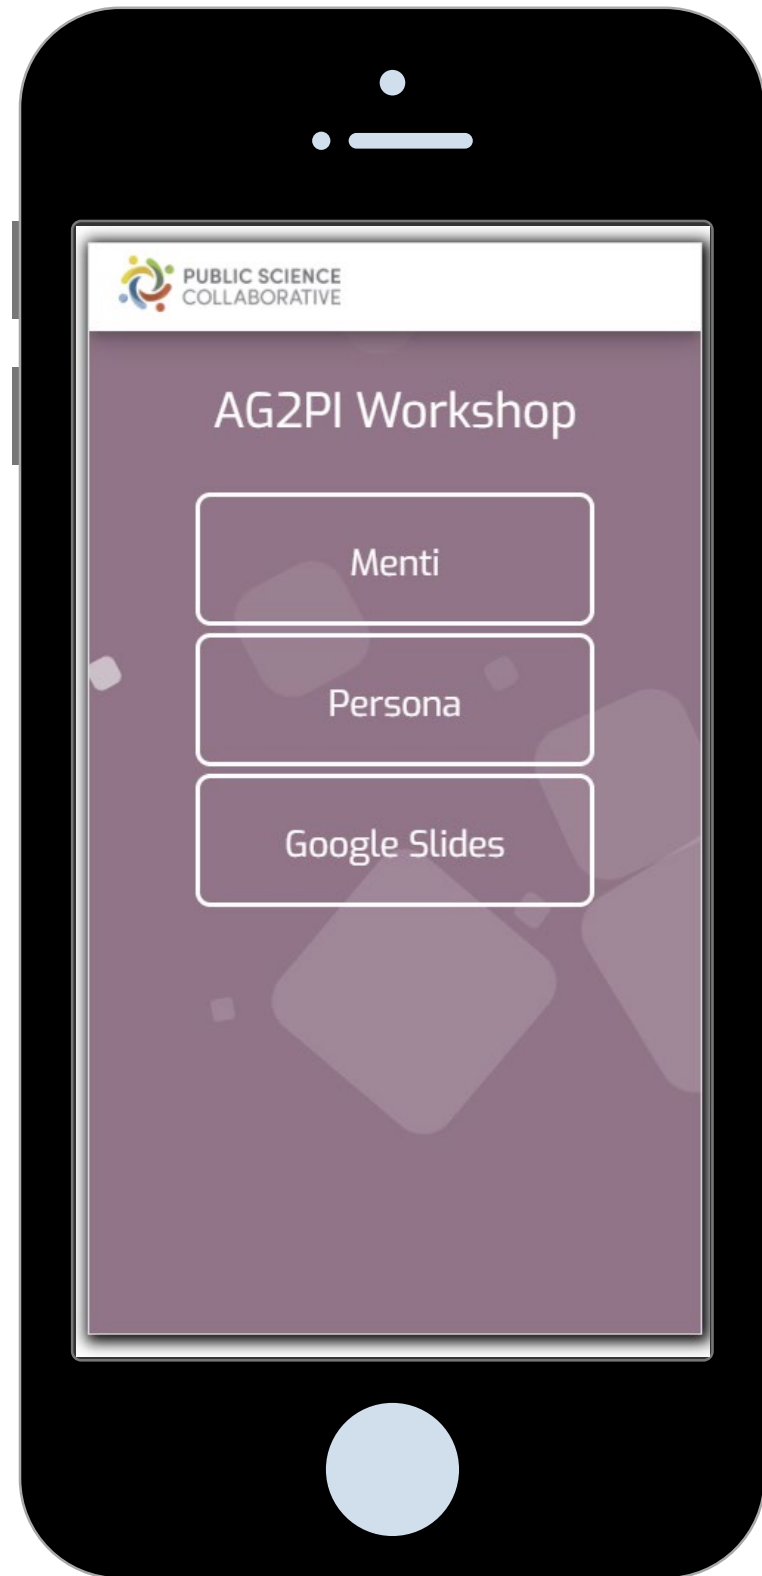 PUBLIC SCIENCE
COLLABORATIVE
AG2PI Workshop
Menti
Persona
Google Slides